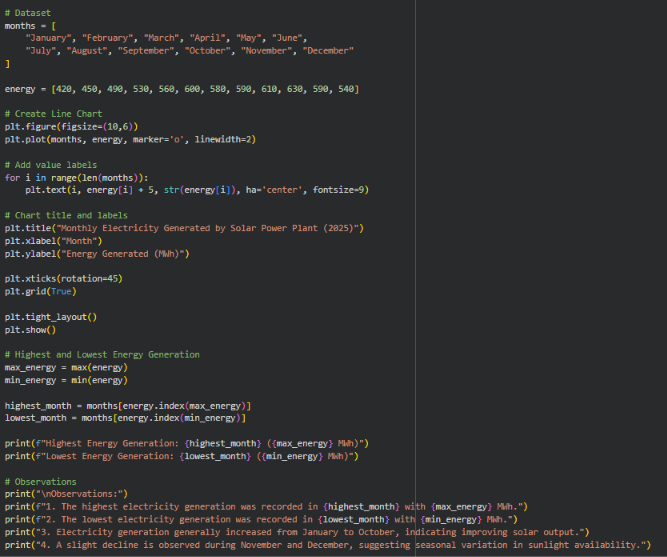 # Dataset
months = [
    "January", "February", "March", "April", "May", "June",
    "July", "August", "September", "October", "November", "December"
]
energy = [420, 450, 490, 530, 560, 600, 580, 590, 610, 630, 590, 540]
# Create Line Chart
plt.figure(figsize=(10,6))
plt.plot(months, energy, marker='o', linewidth=2)
# Add value labels
for i in range(len(months)):
    plt.text(i, energy[i] + 5, str(energy[i]), ha='center', fontsize=9)
# Chart title and labels
plt.title("Monthly Electricity Generated by Solar Power Plant (2025)")
plt.xlabel("Month")
plt.ylabel("Energy Generated (MWh)")
plt.xticks(rotation=45)
plt.grid(True)
plt.tight_layout()
plt.show()
# Highest and Lowest Energy Generation
max_energy = max(energy)
min_energy = min(energy)
highest_month = months[energy.index(max_energy)]
lowest_month = months[energy.index(min_energy)]
print(f"Highest Energy Generation: {highest_month} ({max_energy} MWh)")
print(f"Lowest Energy Generation: {lowest_month} ({min_energy} MWh)")
# Observations
print("\nObservations:")
print(f"1. The highest electricity generation was recorded in {highest_month} with {max_energy} MWh.")
print(f"2. The lowest electricity generation was recorded in {lowest_month} with {min_energy} MWh.")
print("3. Electricity generation generally increased from January to October, indicating improving solar output.")
print("4. A slight decline is observed during November and December, suggesting seasonal variation in sunlight availability.")